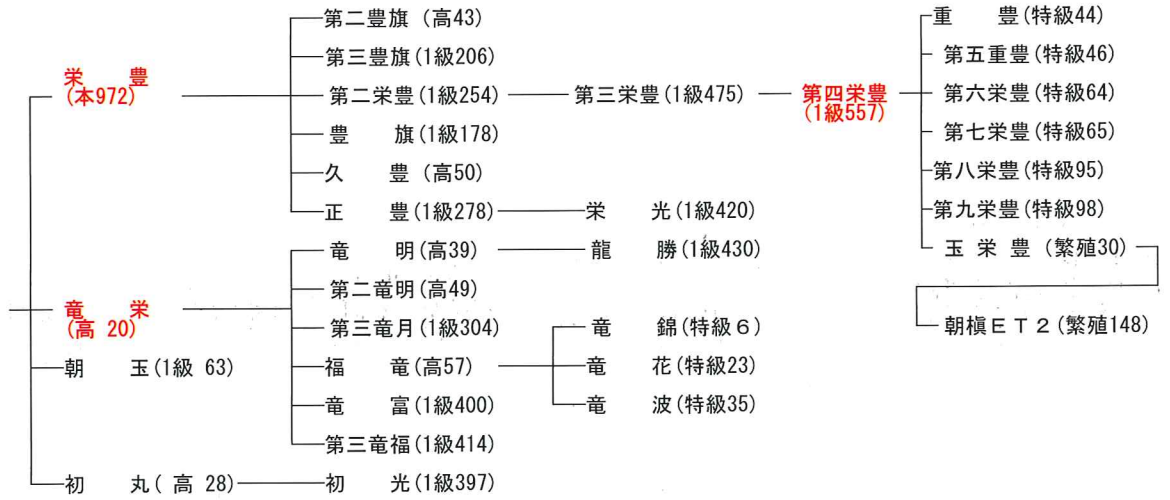 第二豊旗 (高43)
第三豊旗(1級206)
栄 豊
(本972)
第二栄豊(1級254)
第三栄豊(1級475)
第四栄豊
(1級557)
豊 旗(1級178)
久 豊 (高50)
正 豊(1級278)
栄 光(1級420)
重 豊(特級44)
第五重豊(特級46)
第六栄豊(特級64)
第七栄豊(特級65)
第八栄豊(特級95)
第九栄豊(特級98)
玉 栄 豊 (繁殖30)
朝槇ET2(繁殖148)
竜 栄
(高 20)
竜 明(高39)
龍 勝(1級430)
第二竜明(高49)
第三竜月(1級304)
福 竜(高57)
竜 錦(特級6)
竜 花(特級23)
竜 波(特級35)
竜 富(1級400)
第三竜福(1級414)
朝 玉(1級 63)
初 丸( 高 28)
初 光(1級397)